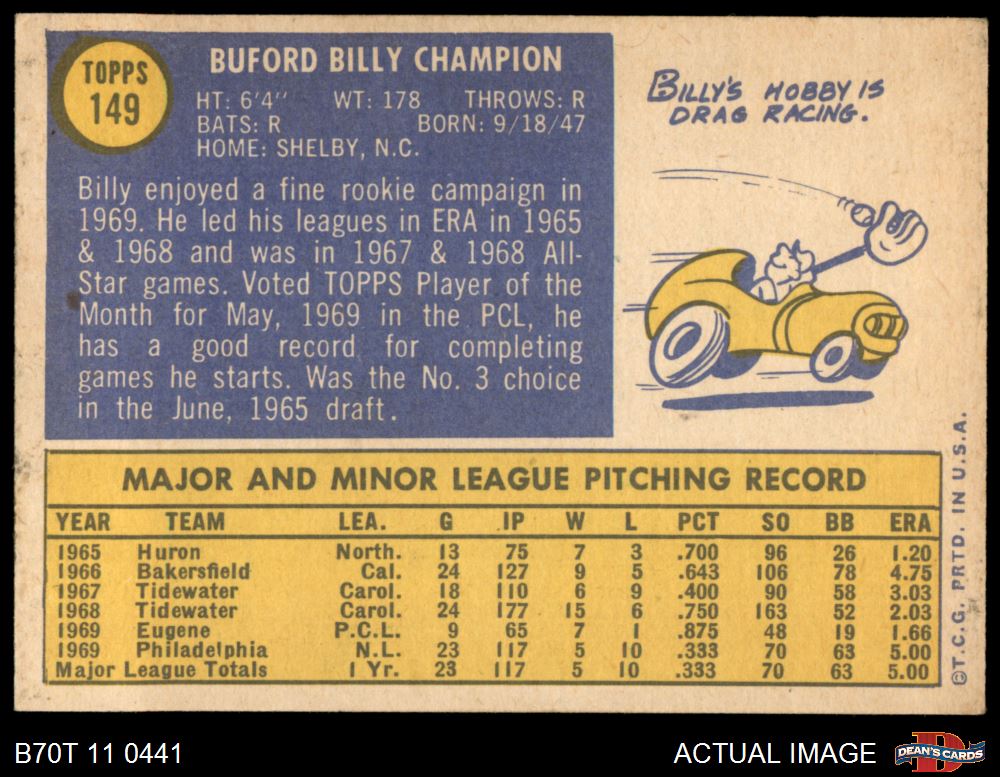 TOPPS
149
BUFORD BILLY CHAMPION
HT: 6'4" WT: 178 THROWS: R
BATS: R BORN: 9/18/47
HOME: SHELBY, N.C.
Billy enjoyed a fine rookie campaign in
1969. He led his leagues in ERA in 1965
& 1968 and was in 1967 & 1968 All-
Star games. Voted TOPPS Player of the
Month for May, 1969 in the PCL, he
has a good record for completing
games he starts. Was the No. 3 choice
in the June, 1965 draft.
BILLY'S HOBBY IS
DRAG RACING.
MAJOR AND MINOR LEAGUE PITCHING RECORD
YEAR TEAM LEA. G IP W L PCT SO BB ERA
1965 Huron North. 13 75 7 3 .700 96 26 1.20
1966 Bakersfield Cal. 24 127 9 5 .643 106 78 4.75
1967 Tidewater Carol. 18 110 6 9 .400 90 58 3.03
1968 Tidewater Carol. 24 177 15 6 .750 163 52 2.03
1969 Eugene P.C.L. 9 65 7 1 .875 48 19 1.66
1969 Philadelphia N.L. 23 117 5 10 .333 70 63 5.00
Major League Totals 1 Yr. 23 117 5 10 .333 70 63 5.00
©T.C.G. PRTD. IN U.S.A.
B70T 11 0441
ACTUAL IMAGE
DEAN'S CARDS